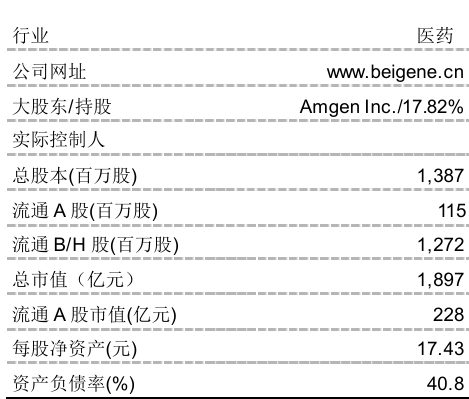 行业 医药
公司网址 www.beigene.cn
大股东/持股 Amgen Inc./17.82%
实际控制人
总股本(百万股) 1,387
流通 A 股(百万股) 115
流通 B/H 股(百万股) 1,272
总市值（亿元） 1,897
流通 A 股市值(亿元) 228
每股净资产(元) 17.43
资产负债率(%) 40.8